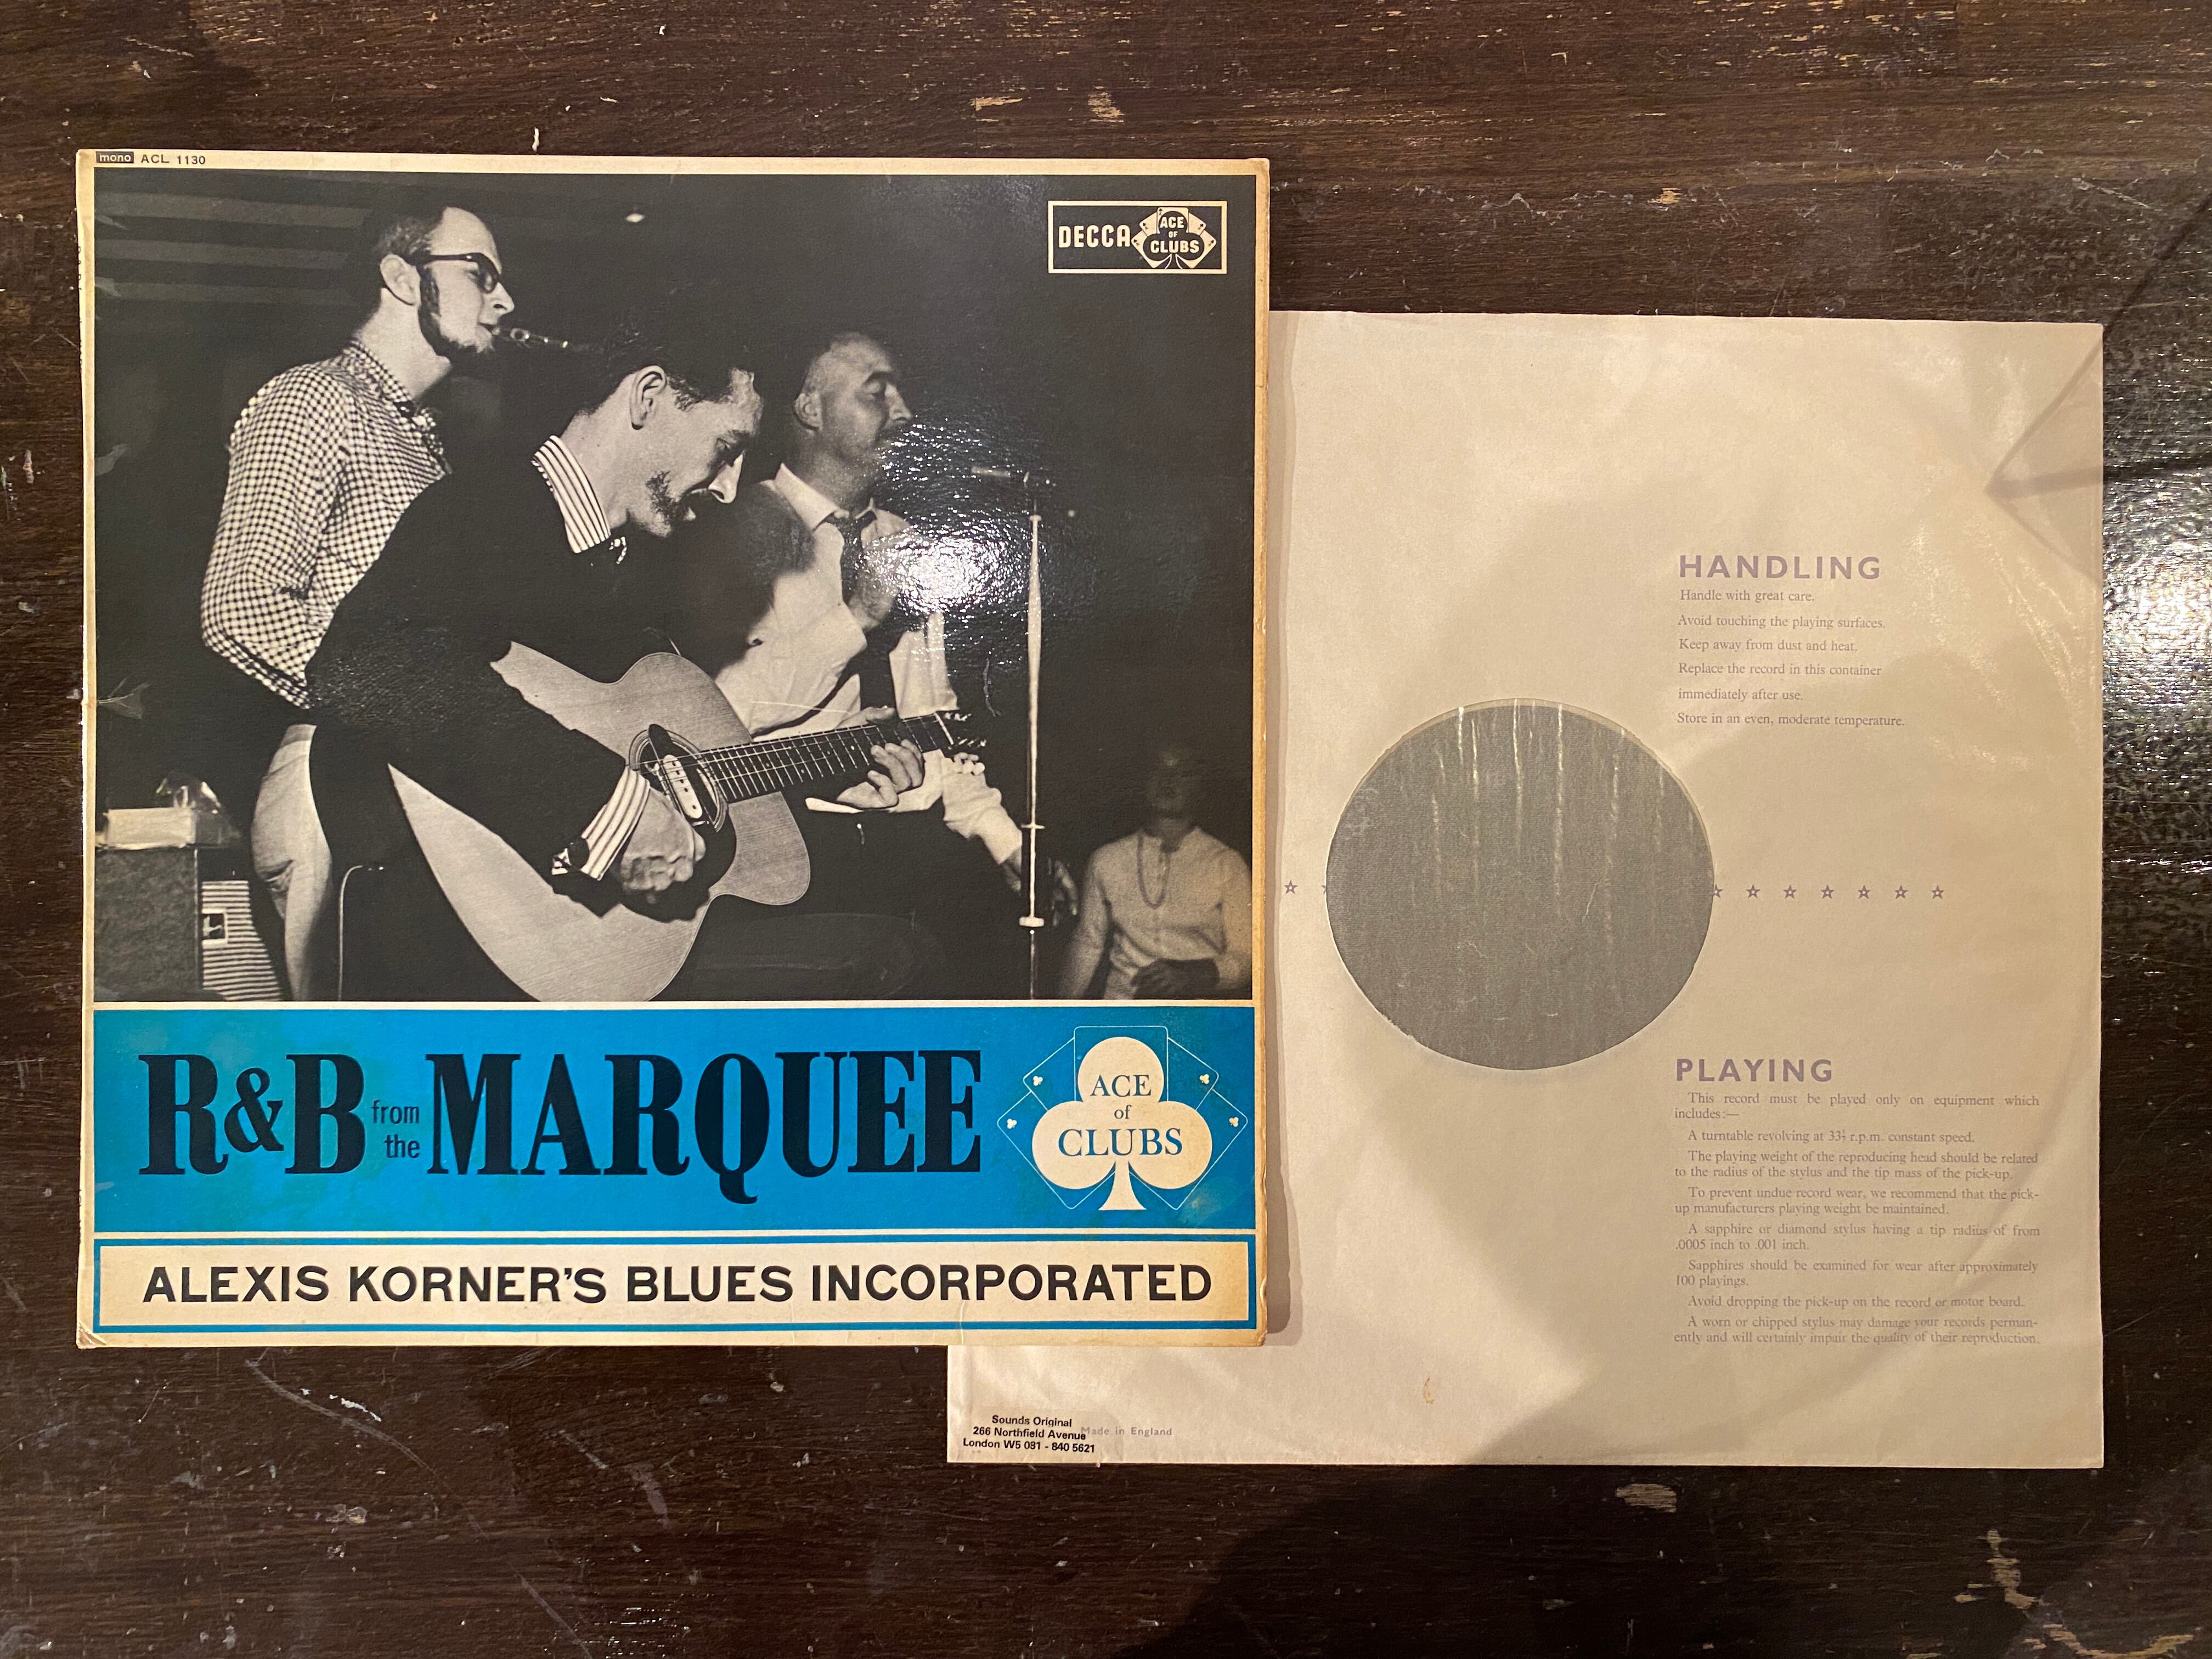 mono ACL 1130
DECCA ACE OF CLUBS
R&B from the MARQUEE
ACE of CLUBS
ALEXIS KORNER'S BLUES INCORPORATED
HANDLING
Handle with great care.
Avoid touching the playing surfaces.
Keep away from dust and heat.
Replace the record in this container
immediately after use.
Store in an even, moderate temperature.
PLAYING
This record must be played only on equipment which
includes:—
A turntable revolving at 33⅓ r.p.m. constant speed.
The playing weight of the reproducing head should be related
to the radius of the stylus and the tip mass of the pick-up.
To prevent undue record wear, we recommend that the pick-
up manufacturers playing weight be maintained.
A sapphire or diamond stylus having a tip radius of from
.0005 inch to .001 inch.
Sapphires should be examined for wear after approximately
100 playings.
Avoid dropping the pick-up on the record or motor board.
A worn or chipped stylus may damage your records perman-
ently and will certainly impair the quality of their reproduction.
Sounds Original
266 Northfield Avenue
London W5 081 - 840 5621
Made in England